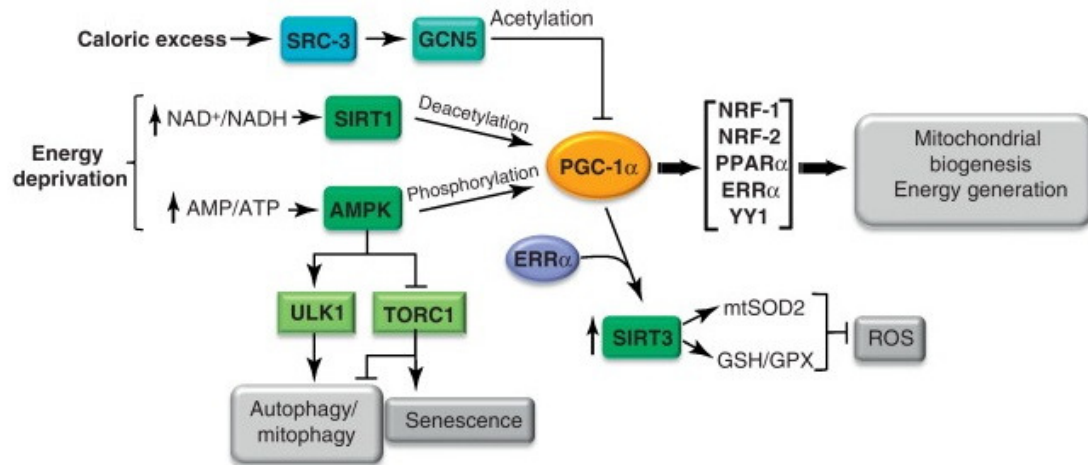 Caloric excess
SRC-3
GCN5
Acetylation
Energy
deprivation
NAD⁺/NADH
SIRT1
Deacetylation
AMP/ATP
AMPK
Phosphorylation
PGC-1α
NRF-1
NRF-2
PPARα
ERRα
YY1
Mitochondrial
biogenesis
Energy generation
ULK1
TORC1
Autophagy/
mitophagy
Senescence
ERRα
SIRT3
mtSOD2
GSH/GPX
ROS